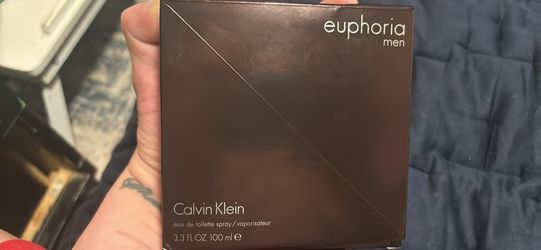 euphoria
men
Calvin Klein
eau de toilette spray/vaporisateur
3.3 FL OZ 100 ml ℮